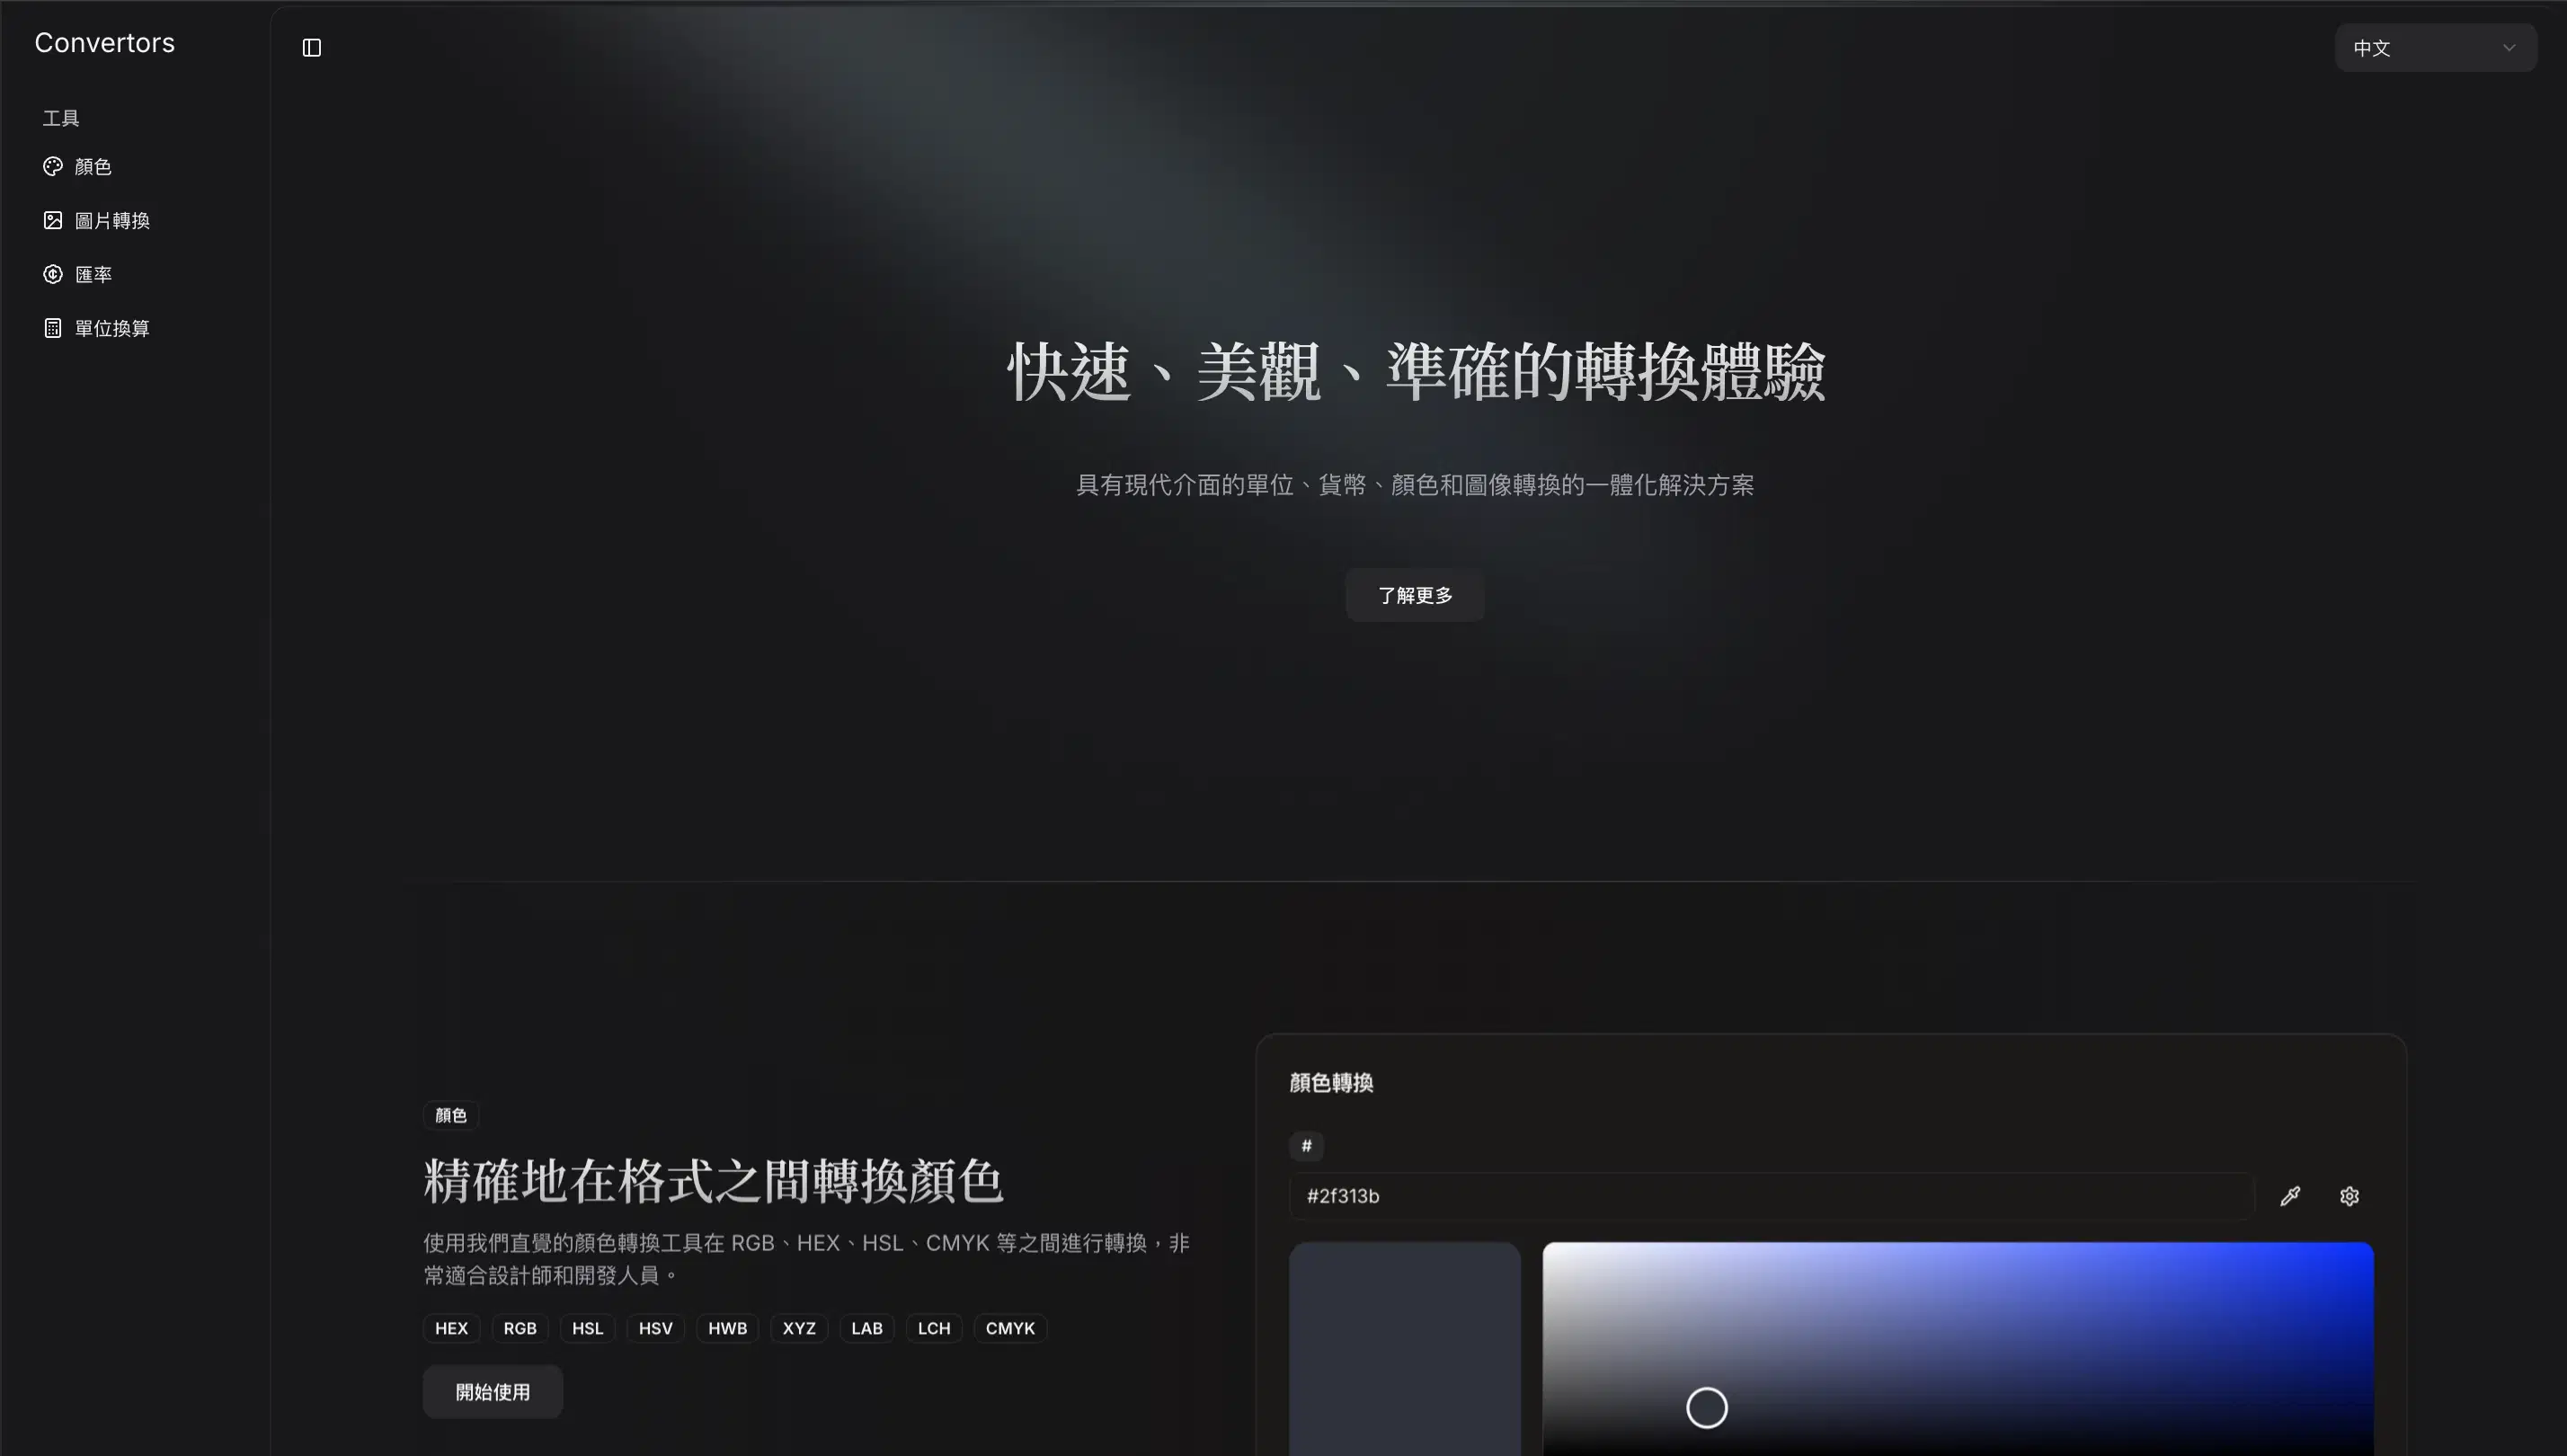 Convertors
中文
工具
顏色
圖片轉換
匯率
單位換算
快速、美觀、準確的轉換體驗
具有現代介面的單位、貨幣、顏色和圖像轉換的一體化解決方案
了解更多
顏色
精確地在格式之間轉換顏色
使用我們直覺的顏色轉換工具在 RGB、HEX、HSL、CMYK 等之間進行轉換，非
常適合設計師和開發人員。
HEX RGB HSL HSV HWB XYZ LAB LCH CMYK
開始使用
顏色轉換
#
#2f313b